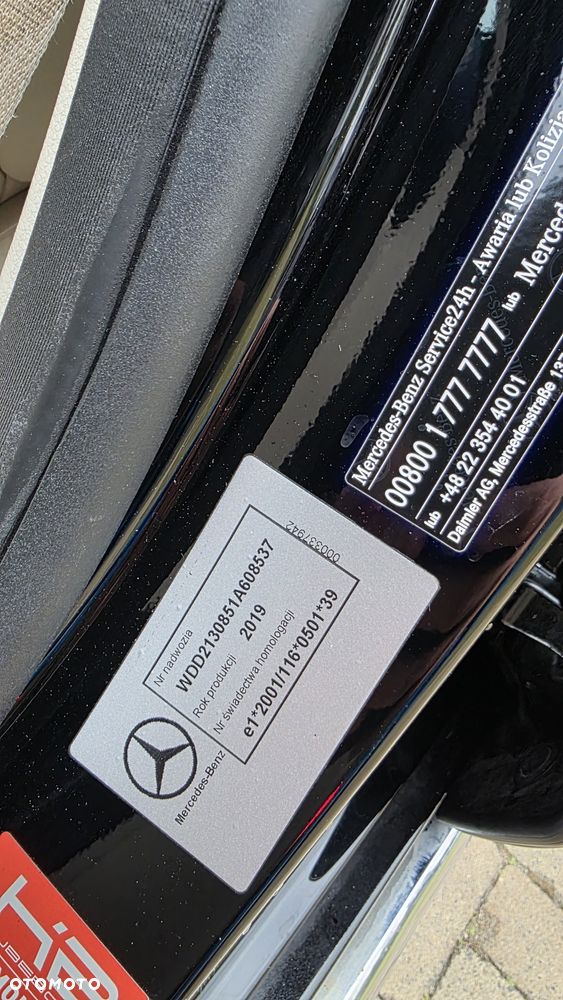 Mercedes-Benz Service24h - Awaria lub Kolizja
00800 1 777 7777 lub Merced
lub +48 22 354 40 01
Daimler AG, Mercedesstraße 137
Nr nadwozia
WDD2130851A608537
Rok produkcji 2019
Nr świadectwa homologacji
e1*2001/116*0501*39
000337942
Mercedes-Benz
OTOMOTO